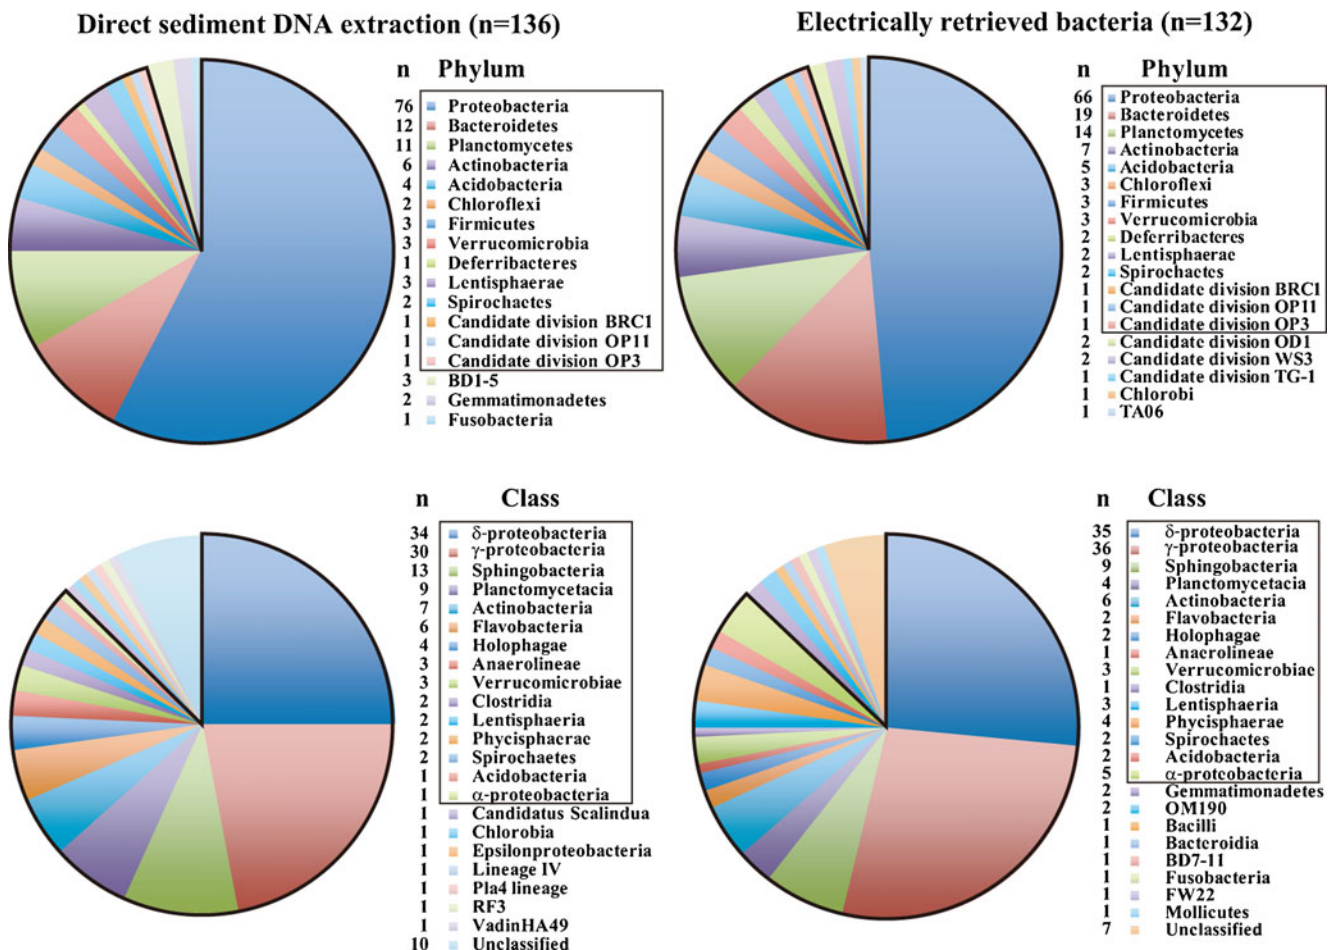 Direct sediment DNA extraction (n=136)
n Phylum
76 Proteobacteria
12 Bacteroidetes
11 Planctomycetes
6 Actinobacteria
4 Acidobacteria
2 Chloroflexi
3 Firmicutes
3 Verrucomicrobia
1 Deferribacteres
3 Lentisphaerae
2 Spirochaetes
1 Candidate division BRC1
1 Candidate division OP11
1 Candidate division OP3
3 BD1-5
2 Gemmatimonadetes
1 Fusobacteria
Electrically retrieved bacteria (n=132)
n Phylum
66 Proteobacteria
19 Bacteroidetes
14 Planctomycetes
7 Actinobacteria
5 Acidobacteria
3 Chloroflexi
3 Firmicutes
3 Verrucomicrobia
2 Deferribacteres
2 Lentisphaerae
2 Spirochaetes
1 Candidate division BRC1
1 Candidate division OP11
1 Candidate division OP3
2 Candidate division OD1
2 Candidate division WS3
1 Candidate division TG-1
1 Chlorobi
1 TA06
n Class
34 δ-proteobacteria
30 γ-proteobacteria
13 Sphingobacteria
9 Planctomycetacia
7 Actinobacteria
6 Flavobacteria
4 Holophagae
3 Anaerolineae
3 Verrucomicrobiae
2 Clostridia
2 Lentisphaeria
2 Phycisphaerae
2 Spirochaetes
1 Acidobacteria
1 α-proteobacteria
1 Candidatus Scalindua
1 Chlorobia
1 Epsilonproteobacteria
1 Lineage IV
1 Pla4 lineage
1 RF3
1 VadinHA49
10 Unclassified
n Class
35 δ-proteobacteria
36 γ-proteobacteria
9 Sphingobacteria
4 Planctomycetacia
6 Actinobacteria
2 Flavobacteria
2 Holophagae
1 Anaerolineae
3 Verrucomicrobiae
1 Clostridia
3 Lentisphaeria
4 Phycisphaerae
2 Spirochaetes
2 Acidobacteria
5 α-proteobacteria
2 Gemmatimonadetes
2 OM190
1 Bacilli
1 Bacteroidia
1 BD7-11
1 Fusobacteria
1 FW22
1 Mollicutes
7 Unclassified